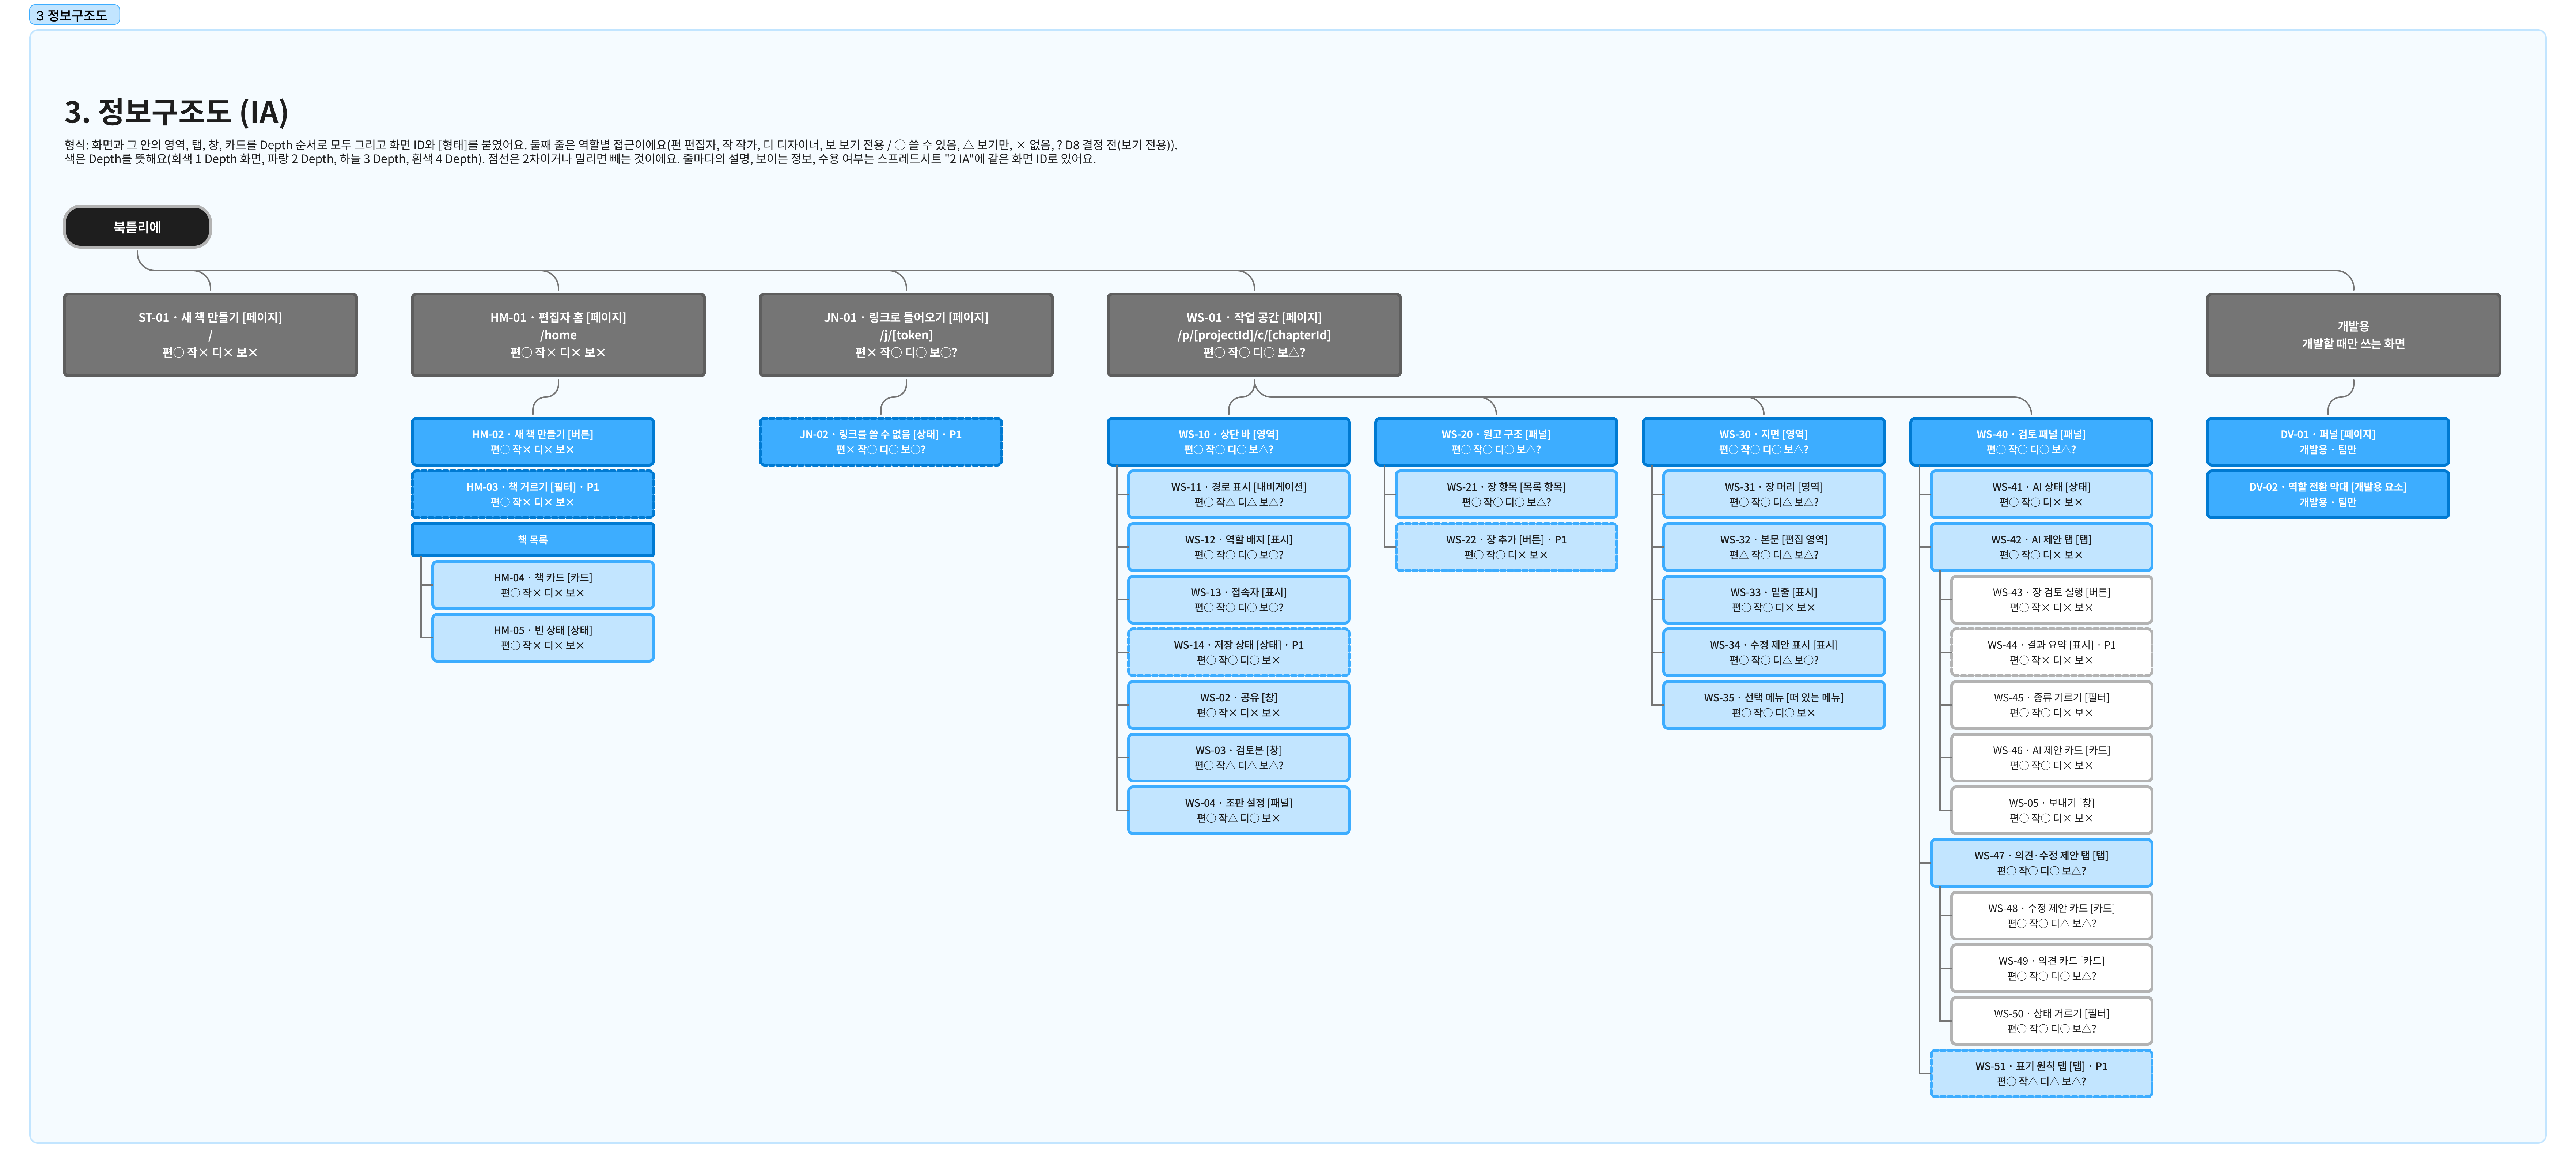 3 정보구조도
3. 정보구조도 (IA)
형식: 화면과 그 안의 영역, 탭, 창, 카드를 Depth 순서로 모두 그리고 화면 ID와 [형태]를 붙였어요. 둘째 줄은 역할별 접근이에요(편 편집자, 작 작가, 디 디자이너, 보 보기 전용 / ○ 쓸 수 있음, △ 보기만, × 없음, ? D8 결정 전(보기 전용)).
색은 Depth를 뜻해요(회색 1 Depth 화면, 파랑 2 Depth, 하늘 3 Depth, 흰색 4 Depth). 점선은 2차이거나 밀리면 빼는 것이에요. 줄마다의 설명, 보이는 정보, 수용 여부는 스프레드시트 "2 IA"에 같은 화면 ID로 있어요.
북틀리에
ST-01 · 새 책 만들기 [페이지]
/
편○ 작× 디× 보×
HM-01 · 편집자 홈 [페이지]
/home
편○ 작× 디× 보×
JN-01 · 링크로 들어오기 [페이지]
/j/[token]
편× 작○ 디○ 보○?
WS-01 · 작업 공간 [페이지]
/p/[projectId]/c/[chapterId]
편○ 작○ 디○ 보△?
개발용
개발할 때만 쓰는 화면
HM-02 · 새 책 만들기 [버튼]
편○ 작× 디× 보×
HM-03 · 책 거르기 [필터] · P1
편○ 작× 디× 보×
책 목록
HM-04 · 책 카드 [카드]
편○ 작× 디× 보×
HM-05 · 빈 상태 [상태]
편○ 작× 디× 보×
JN-02 · 링크를 쓸 수 없음 [상태] · P1
편× 작○ 디○ 보○?
WS-10 · 상단 바 [영역]
편○ 작○ 디○ 보△?
WS-11 · 경로 표시 [내비게이션]
편○ 작△ 디△ 보△?
WS-12 · 역할 배지 [표시]
편○ 작○ 디○ 보○?
WS-13 · 접속자 [표시]
편○ 작○ 디○ 보○?
WS-14 · 저장 상태 [상태] · P1
편○ 작○ 디○ 보×
WS-02 · 공유 [창]
편○ 작× 디× 보×
WS-03 · 검토본 [창]
편○ 작△ 디△ 보△?
WS-04 · 조판 설정 [패널]
편○ 작△ 디○ 보×
WS-20 · 원고 구조 [패널]
편○ 작○ 디○ 보△?
WS-21 · 장 항목 [목록 항목]
편○ 작○ 디○ 보△?
WS-22 · 장 추가 [버튼] · P1
편○ 작○ 디× 보×
WS-30 · 지면 [영역]
편○ 작○ 디○ 보△?
WS-31 · 장 머리 [영역]
편○ 작○ 디△ 보△?
WS-32 · 본문 [편집 영역]
편△ 작○ 디△ 보△?
WS-33 · 밑줄 [표시]
편○ 작○ 디× 보×
WS-34 · 수정 제안 표시 [표시]
편○ 작○ 디△ 보○?
WS-35 · 선택 메뉴 [떠 있는 메뉴]
편○ 작○ 디○ 보×
WS-40 · 검토 패널 [패널]
편○ 작○ 디○ 보△?
WS-41 · AI 상태 [상태]
편○ 작○ 디× 보×
WS-42 · AI 제안 탭 [탭]
편○ 작○ 디× 보×
WS-43 · 장 검토 실행 [버튼]
편○ 작× 디× 보×
WS-44 · 결과 요약 [표시] · P1
편○ 작× 디× 보×
WS-45 · 종류 거르기 [필터]
편○ 작○ 디× 보×
WS-46 · AI 제안 카드 [카드]
편○ 작○ 디× 보×
WS-05 · 보내기 [창]
편○ 작○ 디× 보×
WS-47 · 의견·수정 제안 탭 [탭]
편○ 작○ 디○ 보△?
WS-48 · 수정 제안 카드 [카드]
편○ 작○ 디△ 보△?
WS-49 · 의견 카드 [카드]
편○ 작○ 디○ 보△?
WS-50 · 상태 거르기 [필터]
편○ 작○ 디○ 보△?
WS-51 · 표기 원칙 탭 [탭] · P1
편○ 작△ 디△ 보△?
DV-01 · 퍼널 [페이지]
개발용 · 팀만
DV-02 · 역할 전환 막대 [개발용 요소]
개발용 · 팀만